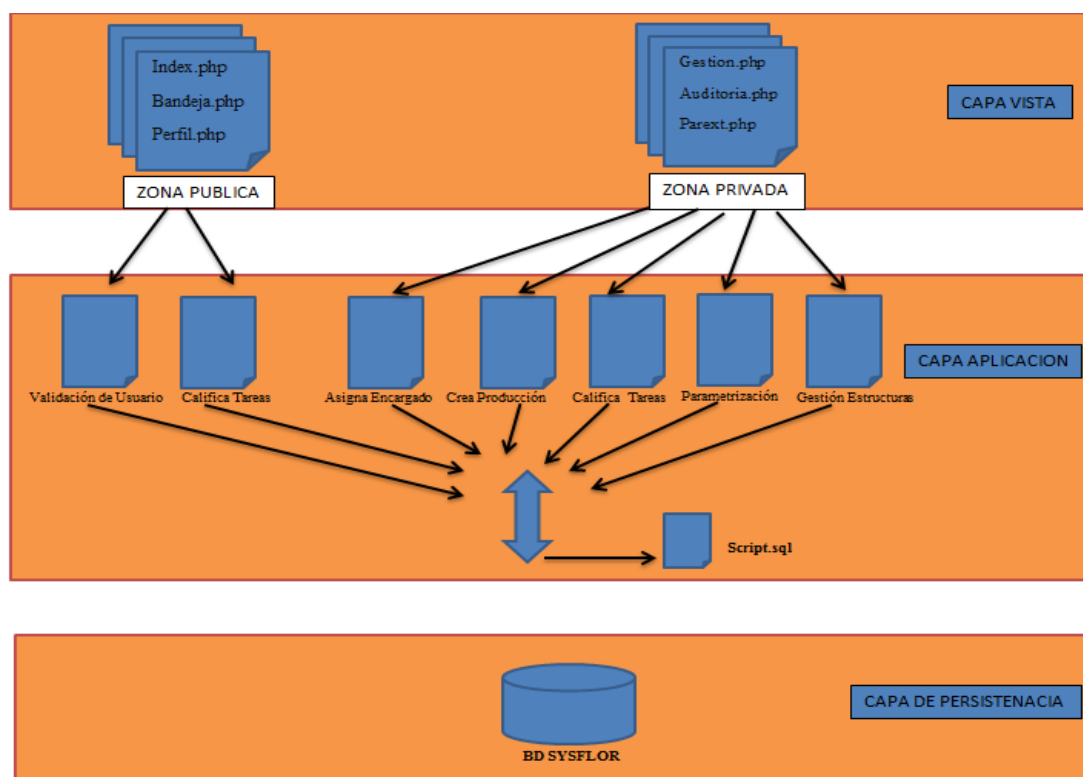 Index.php
Bandeja.php
Perfil.php
Gestion.php
Auditoria.php
Parext.php
CAPA VISTA
ZONA PUBLICA
ZONA PRIVADA
CAPA APLICACION
Validación de Usuario
Califica Tareas
Asigna Encargado
Crea Producción
Califica Tareas
Parametrización
Gestión Estructuras
Script.sql
CAPA DE PERSISTENACIA
BD SYSFLOR